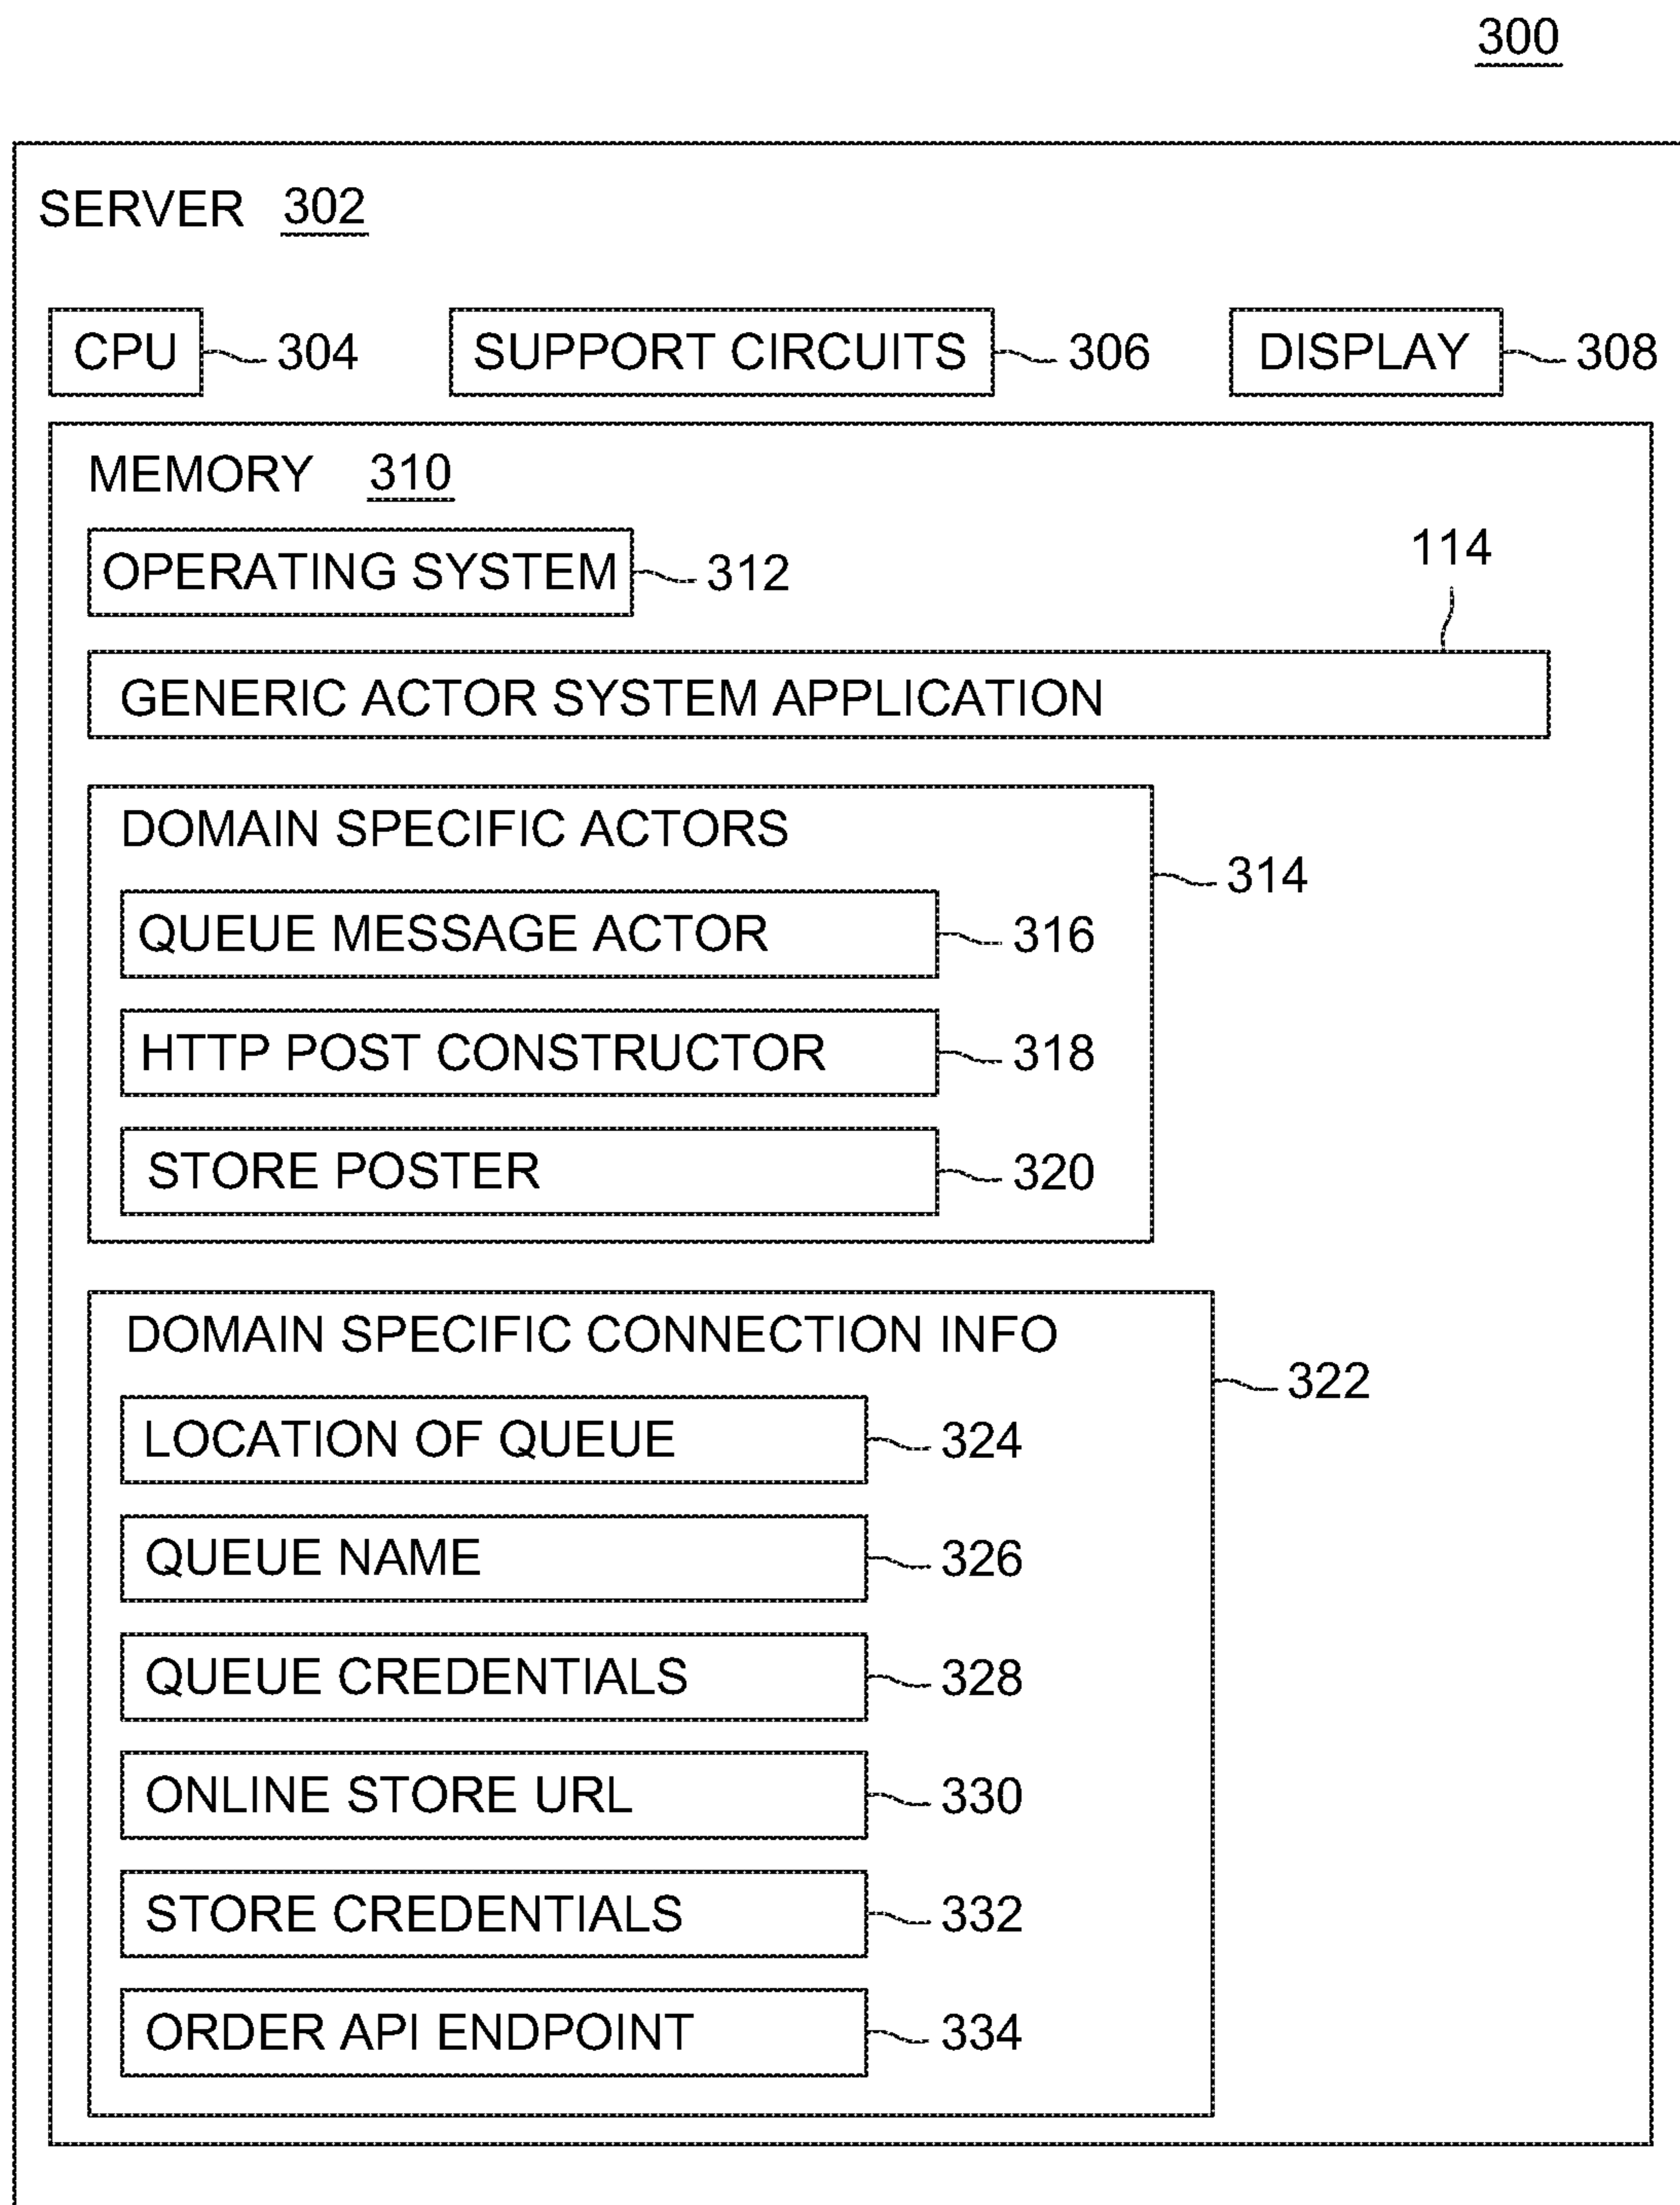 300
SERVER 302
CPU 304 SUPPORT CIRCUITS 306 DISPLAY 308
MEMORY 310
OPERATING SYSTEM 312
114
GENERIC ACTOR SYSTEM APPLICATION
DOMAIN SPECIFIC ACTORS
314
QUEUE MESSAGE ACTOR 316
HTTP POST CONSTRUCTOR 318
STORE POSTER 320
DOMAIN SPECIFIC CONNECTION INFO
322
LOCATION OF QUEUE 324
QUEUE NAME 326
QUEUE CREDENTIALS 328
ONLINE STORE URL 330
STORE CREDENTIALS 332
ORDER API ENDPOINT 334